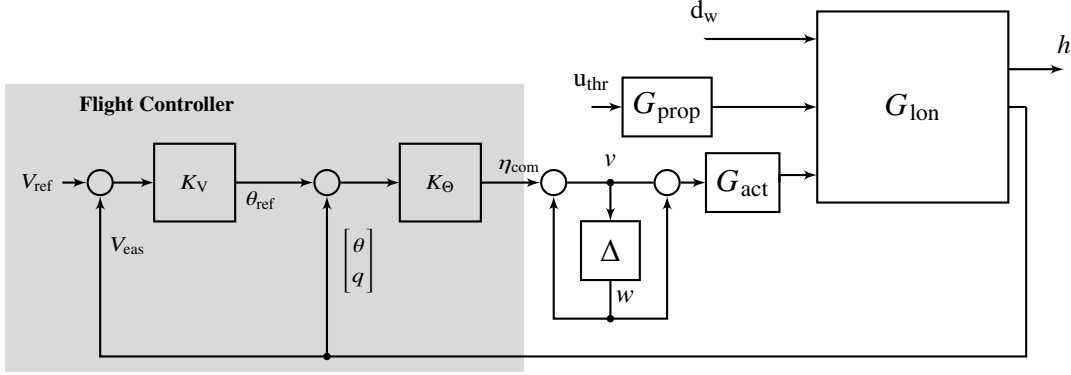 d_w
h
u_thr
G_prop
G_lon
Flight Controller
V_ref
K_V
θ_ref
K_Θ
η_com
v
G_act
V_eas
[θ
q]
Δ
w